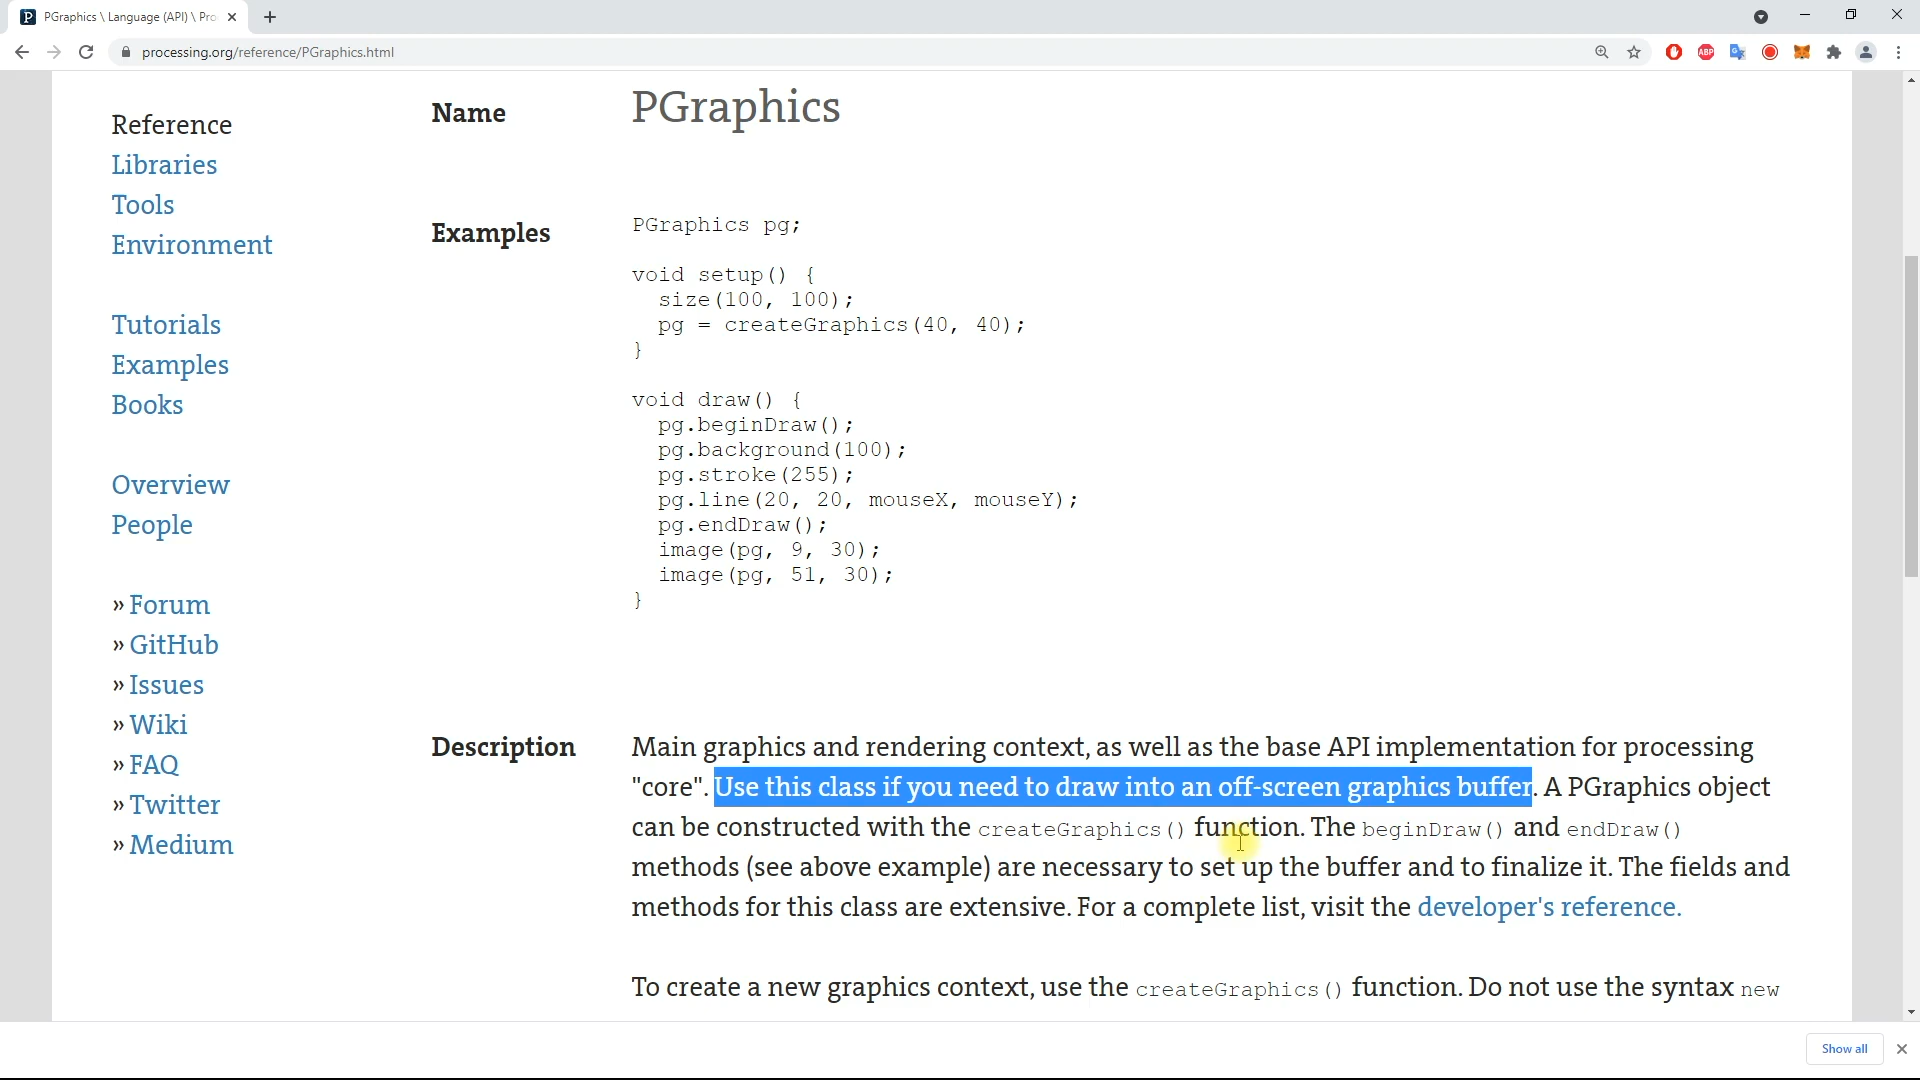 PGraphics \ Language (API) \ Pro
processing.org/reference/PGraphics.html
ABP
Reference
Libraries
Tools
Environment
Tutorials
Examples
Books
Overview
People
» Forum
» GitHub
» Issues
» Wiki
» FAQ
» Twitter
» Medium
Name
PGraphics
Examples
PGraphics pg;
void setup() {
size(100, 100);
pg = createGraphics(40, 40);
}
void draw() {
pg.beginDraw();
pg.background(100);
pg.stroke(255);
pg.line(20, 20, mouseX, mouseY);
pg.endDraw();
image(pg, 9, 30);
image(pg, 51, 30);
}
Description
Main graphics and rendering context, as well as the base API implementation for processing
"core". Use this class if you need to draw into an off-screen graphics buffer. A PGraphics object
can be constructed with the createGraphics() function. The beginDraw() and endDraw()
methods (see above example) are necessary to set up the buffer and to finalize it. The fields and
methods for this class are extensive. For a complete list, visit the developer's reference.
To create a new graphics context, use the createGraphics() function. Do not use the syntax new
Show all